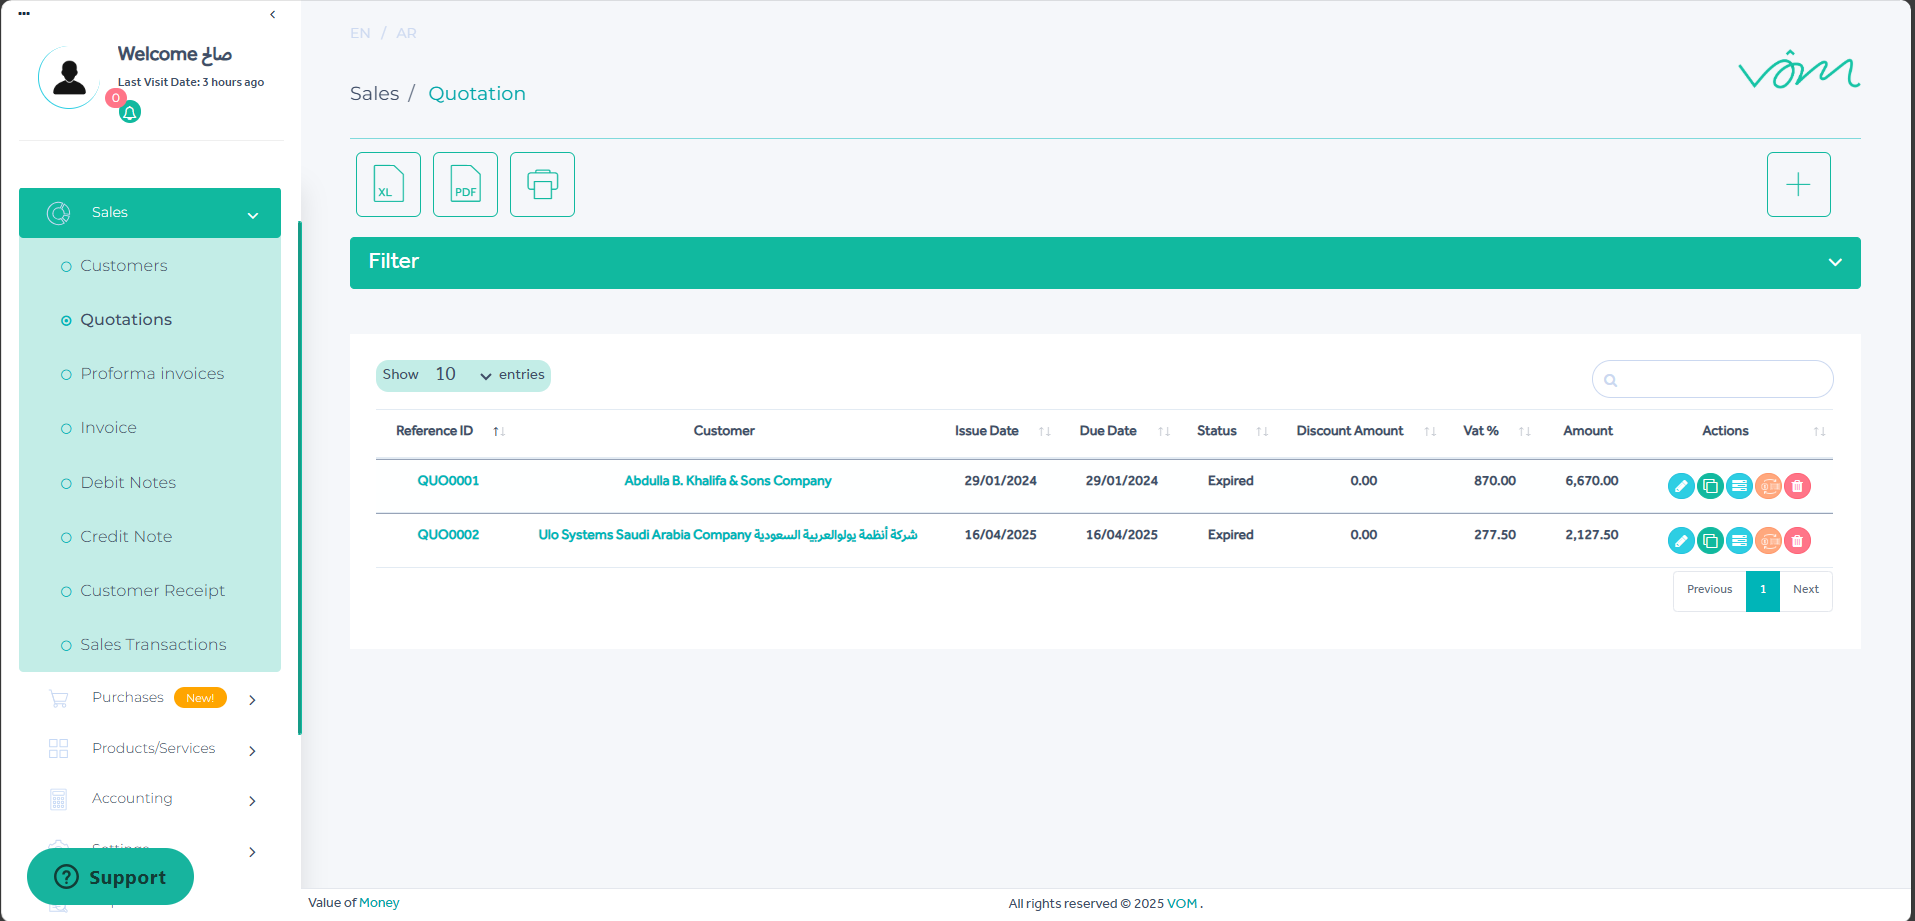 Welcome صالح
Last Visit Date: 3 hours ago
0
Sales
Customers
Quotations
Proforma invoices
Invoice
Debit Notes
Credit Note
Customer Receipt
Sales Transactions
Purchases New!
Products/Services
Accounting
Settings
Support
EN / AR
vôm
Sales / Quotation
XL PDF
Filter
Show 10 entries
Reference ID Customer Issue Date Due Date Status Discount Amount Vat % Amount Actions
QUO0001 Abdulla B. Khalifa & Sons Company 29/01/2024 29/01/2024 Expired 0.00 870.00 6,670.00
QUO0002 Ulo Systems Saudi Arabia Company شركة أنظمة يولوالعربية السعودية 16/04/2025 16/04/2025 Expired 0.00 277.50 2,127.50
Previous 1 Next
Value of Money
All rights reserved © 2025 VOM .